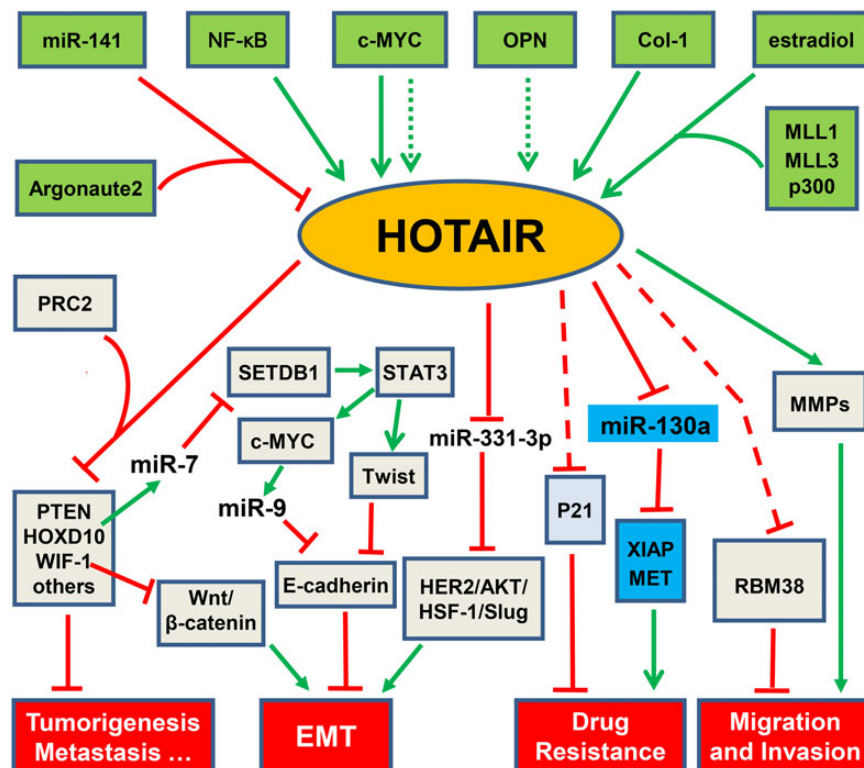 miR-141
NF-κB
c-MYC
OPN
Col-1
estradiol
MLL1
MLL3
p300
Argonaute2
HOTAIR
PRC2
SETDB1
STAT3
MMPs
c-MYC
miR-331-3p
miR-130a
miR-7
Twist
miR-9
P21
PTEN
HOXD10
WIF-1
others
XIAP
MET
RBM38
E-cadherin
HER2/AKT/
HSF-1/Slug
Wnt/
β-catenin
Tumorigenesis
Metastasis ...
EMT
Drug
Resistance
Migration
and Invasion